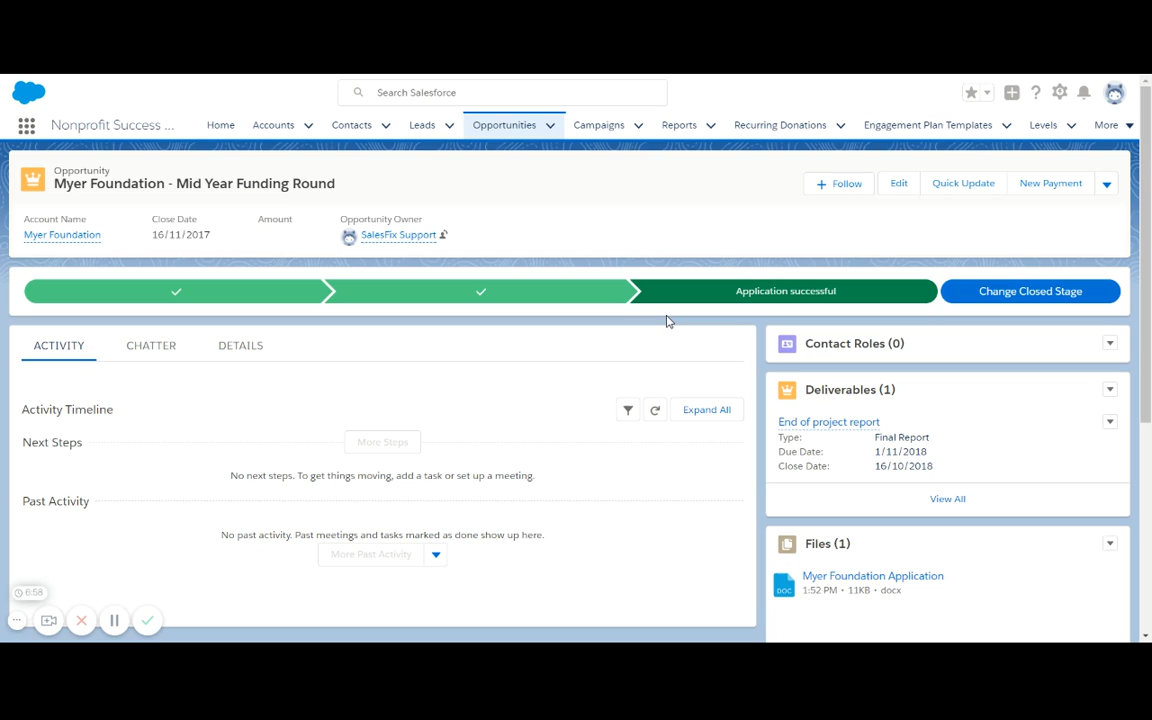 Search Salesforce
Nonprofit Success ...
Home
Accounts
Contacts
Leads
Opportunities
Campaigns
Reports
Recurring Donations
Engagement Plan Templates
Levels
More
Opportunity
Myer Foundation - Mid Year Funding Round
Follow
Edit
Quick Update
New Payment
Account Name
Close Date
Amount
Opportunity Owner
Myer Foundation
16/11/2017
SalesFix Support
Application successful
Change Closed Stage
ACTIVITY
CHATTER
DETAILS
Activity Timeline
Expand All
Next Steps
More Steps
No next steps. To get things moving, add a task or set up a meeting.
Past Activity
No past activity. Past meetings and tasks marked as done show up here.
More Past Activity
Contact Roles (0)
Deliverables (1)
End of project report
Type: Final Report
Due Date: 1/11/2018
Close Date: 16/10/2018
View All
Files (1)
Myer Foundation Application
DOC
1:52 PM • 11KB • docx
6:58